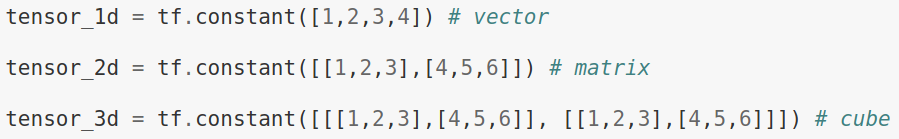 tensor_1d = tf.constant([1,2,3,4]) # vector
tensor_2d = tf.constant([[1,2,3],[4,5,6]]) # matrix
tensor_3d = tf.constant([[[1,2,3],[4,5,6]], [[1,2,3],[4,5,6]]]) # cube